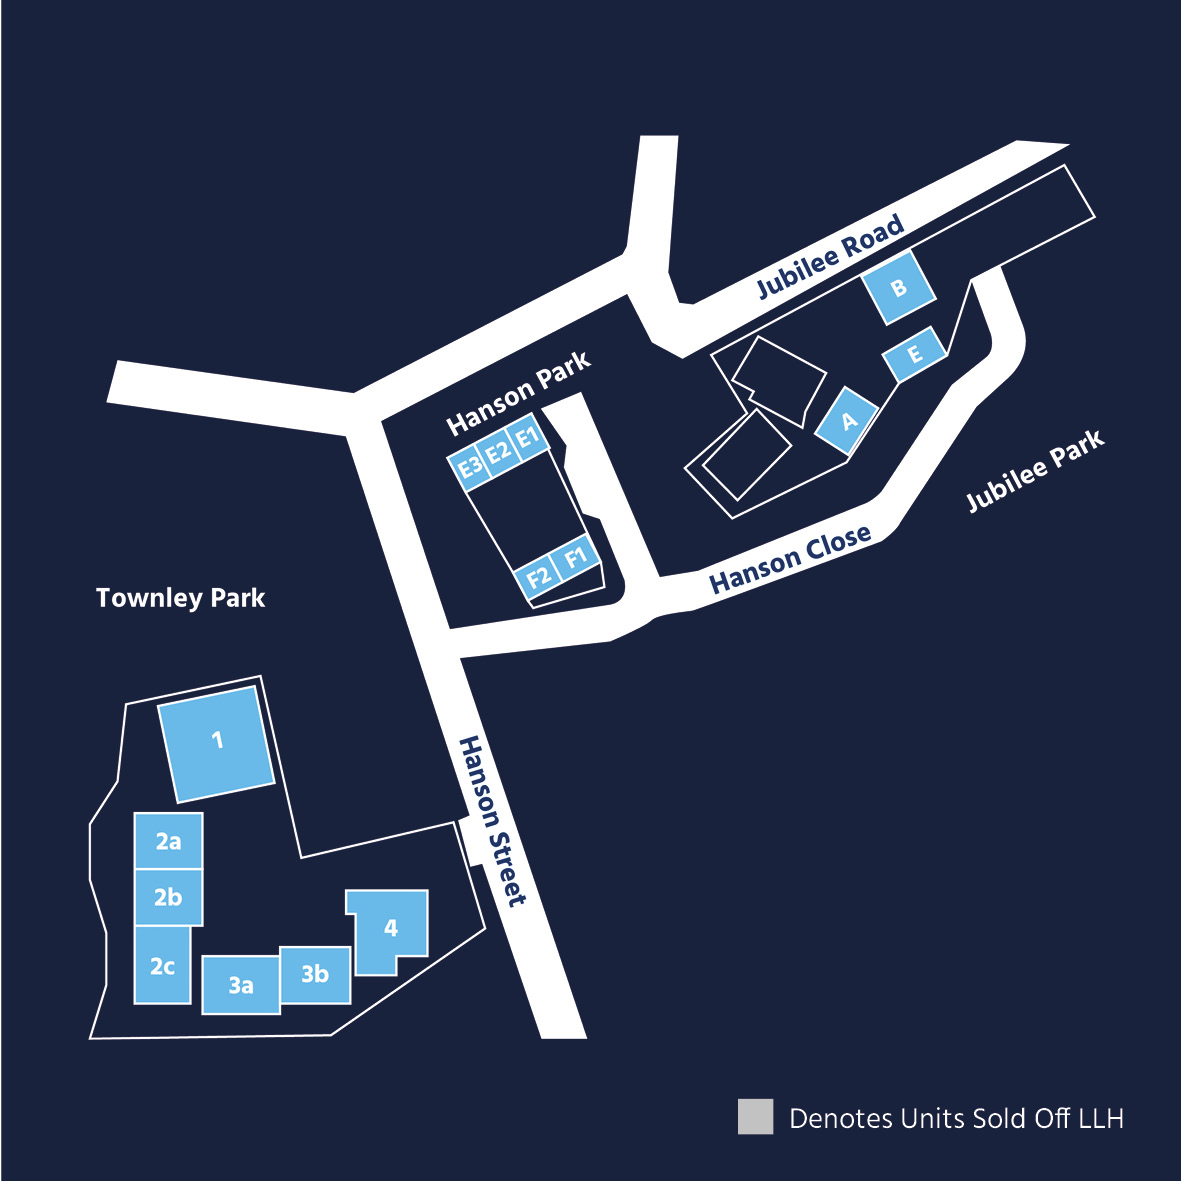 Jubilee Road
B
E
A
Hanson Park
E3
E2
E1
F2
F1
Hanson Close
Jubilee Park
Townley Park
1
2a
2b
2c
3a
3b
4
Hanson Street
Denotes Units Sold Off LLH